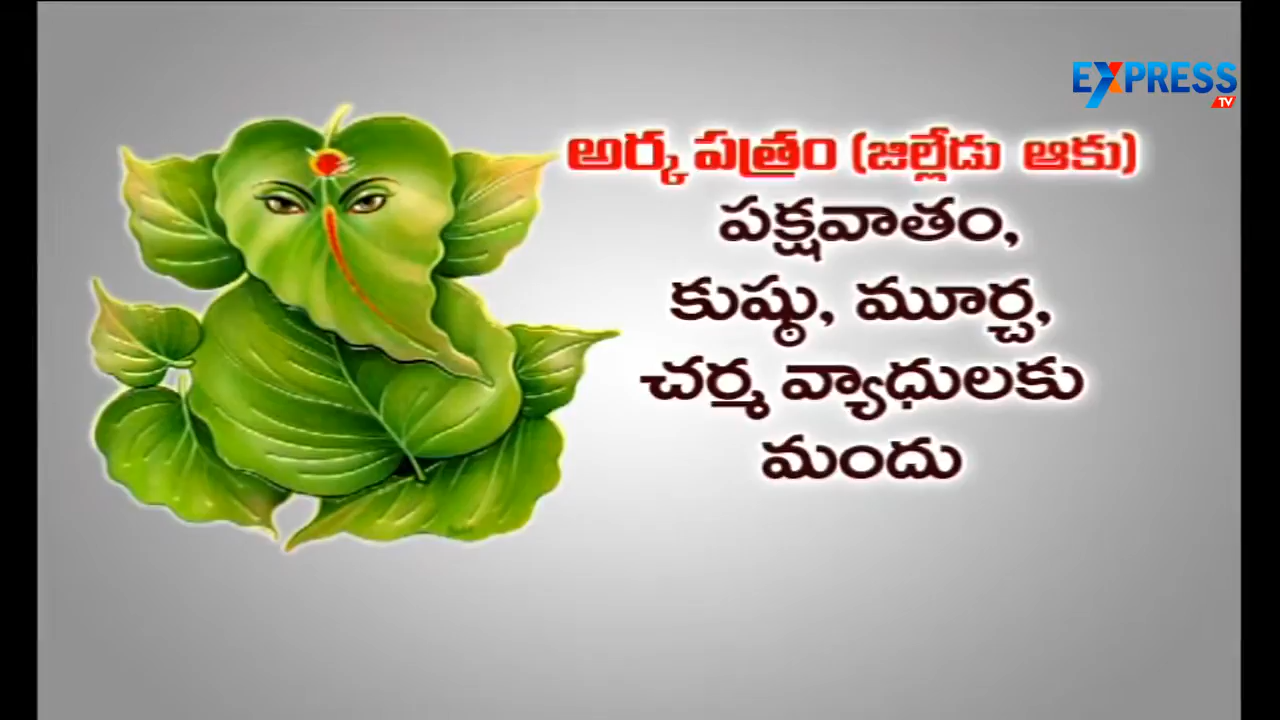 EXPRESS
TV
అర్క పత్రం (జిల్లేడు ఆకు)
పక్షవాతం,
కుష్ఠు, మూర్చ,
చర్మ వ్యాధులకు
మందు